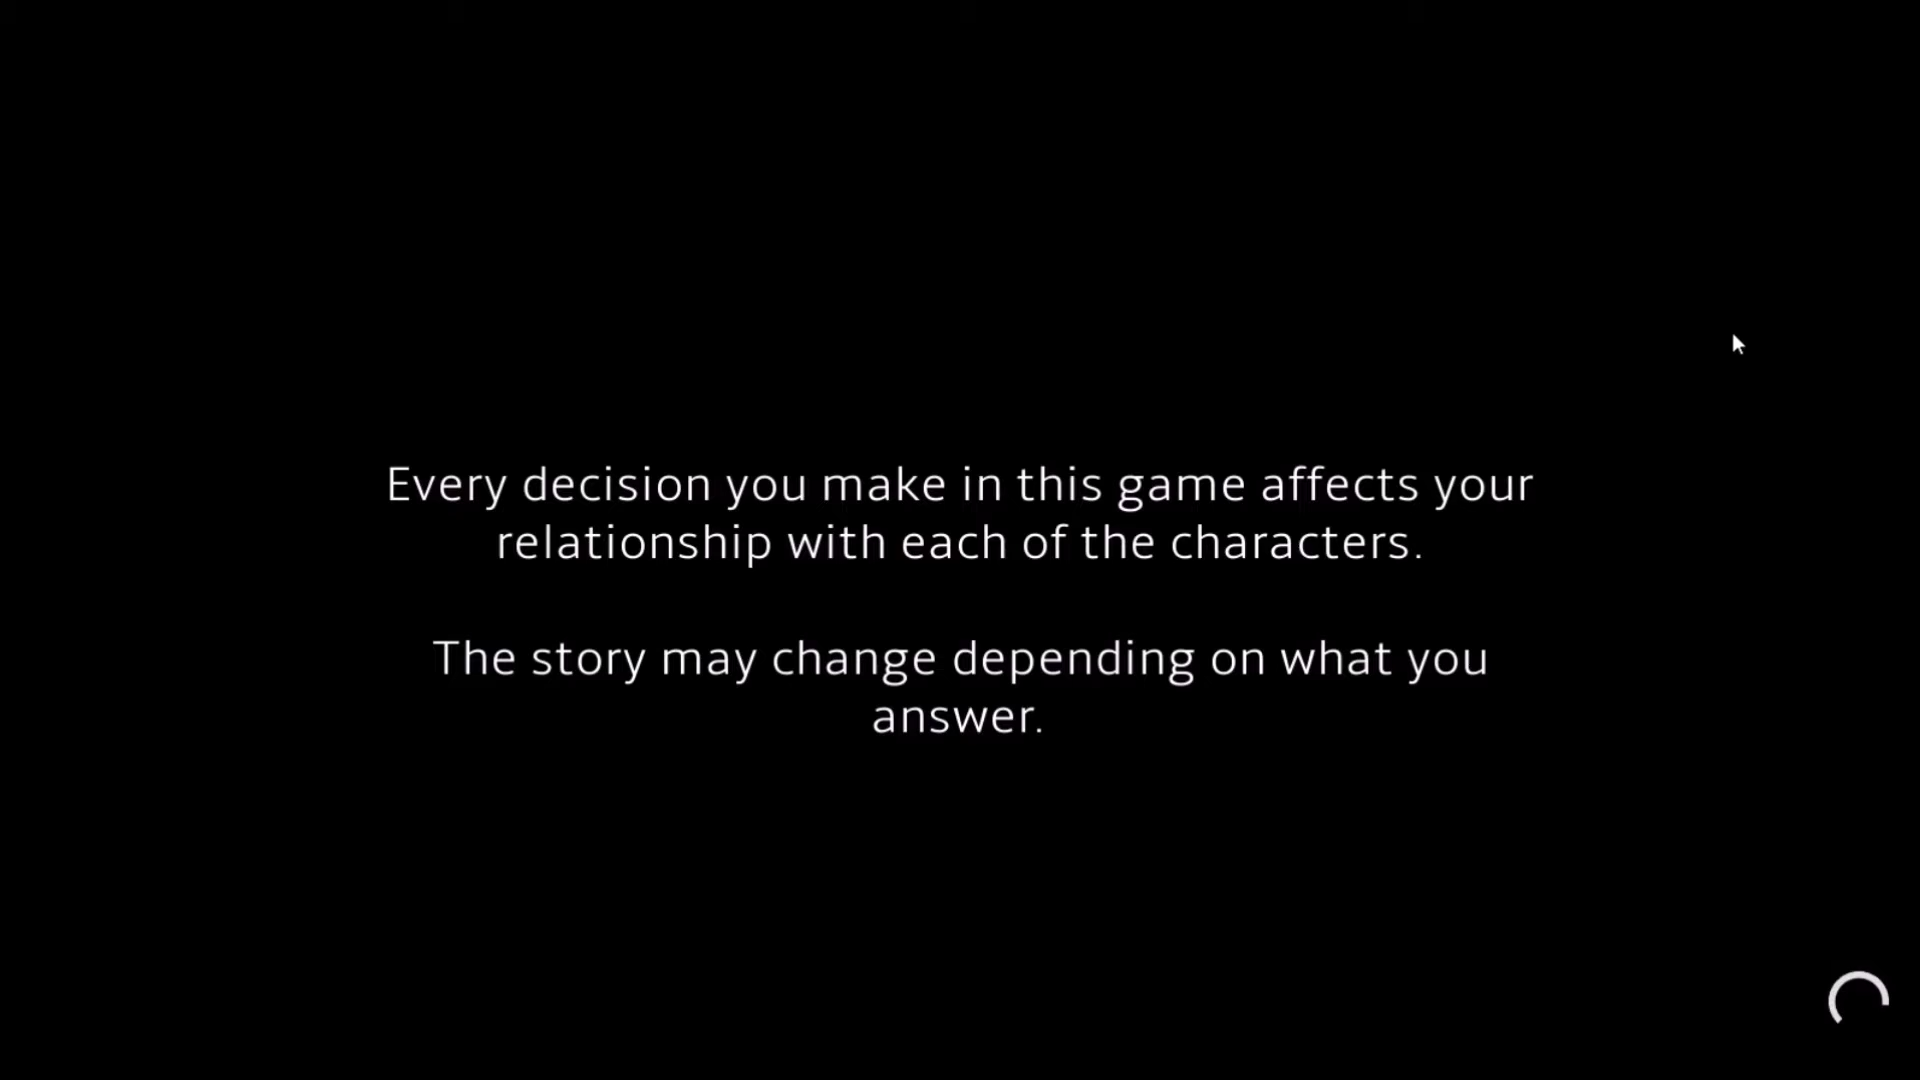 Every decision you make in this game affects your
relationship with each of the characters.
The story may change depending on what you
answer.